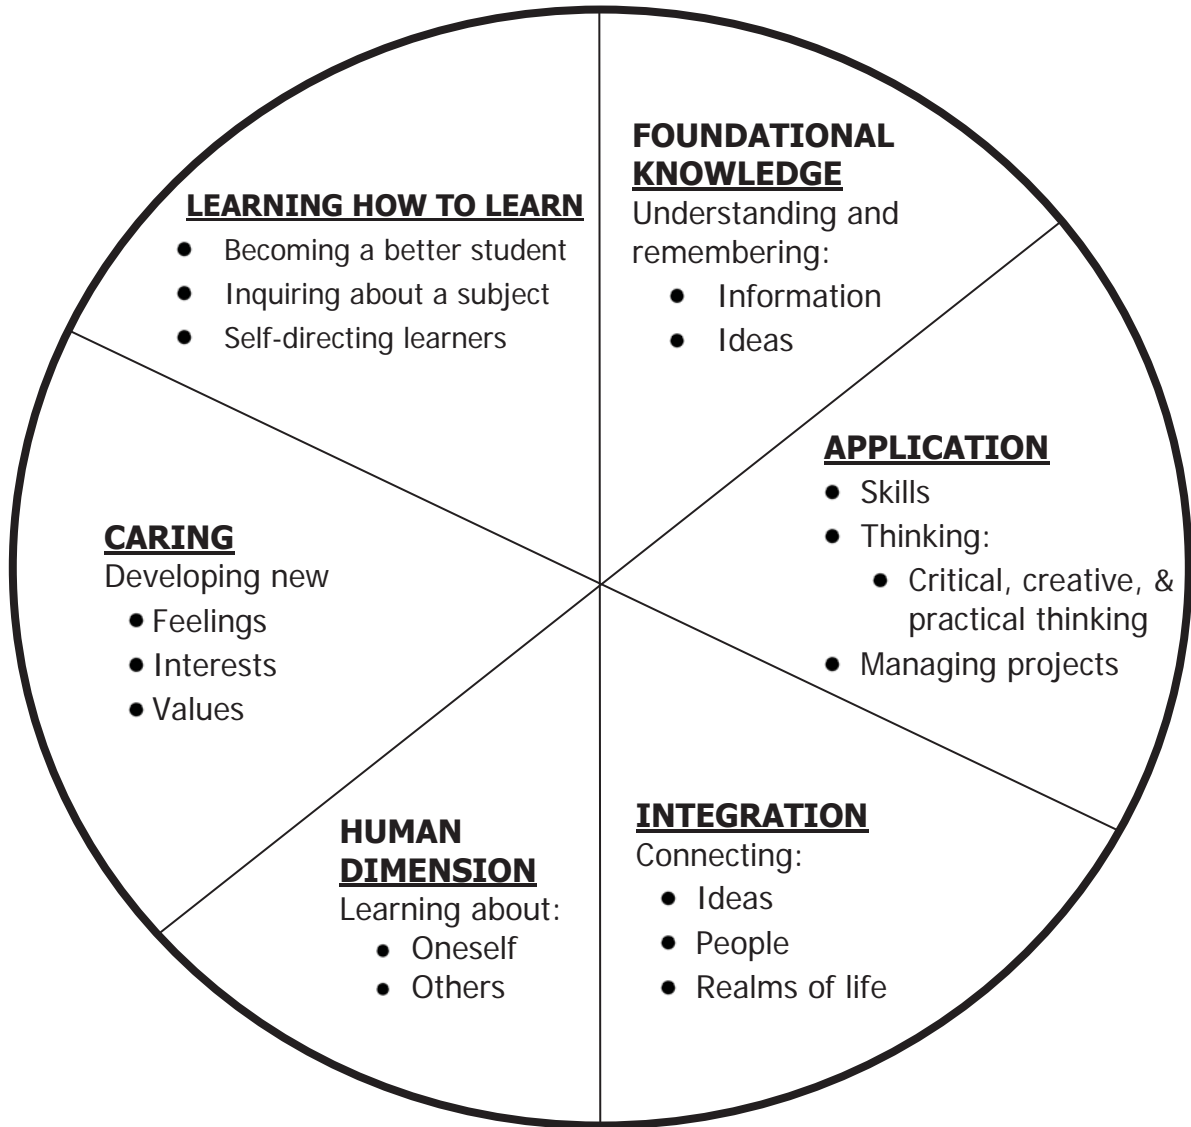 FOUNDATIONAL
KNOWLEDGE
Understanding and
remembering:
• Information
• Ideas
APPLICATION
• Skills
• Thinking:
• Critical, creative, &
practical thinking
• Managing projects
INTEGRATION
Connecting:
• Ideas
• People
• Realms of life
HUMAN
DIMENSION
Learning about:
• Oneself
• Others
CARING
Developing new
• Feelings
• Interests
• Values
LEARNING HOW TO LEARN
• Becoming a better student
• Inquiring about a subject
• Self-directing learners